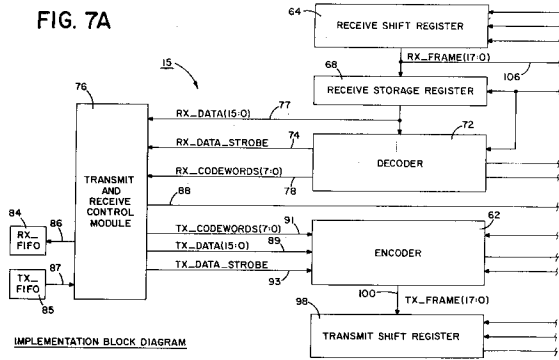 FIG. 7A
64
RECEIVE SHIFT REGISTER
RX_FRAME(17:0)
106
15
68
RECEIVE STORAGE REGISTER
76
77
RX_DATA(15:0)
72
74
RX_DATA_STROBE
DECODER
RX_CODEWORDS(7:0)
78
TRANSMIT
AND
RECEIVE
CONTROL
MODULE
88
84
RX_
FIFO
86
TX_CODEWORDS(7:0)
91
62
ENCODER
TX_DATA(15:0)
89
TX_
FIFO
87
85
TX_DATA_STROBE
93
100
TX_FRAME(17:0)
98
TRANSMIT SHIFT REGISTER
IMPLEMENTATION BLOCK DIAGRAM